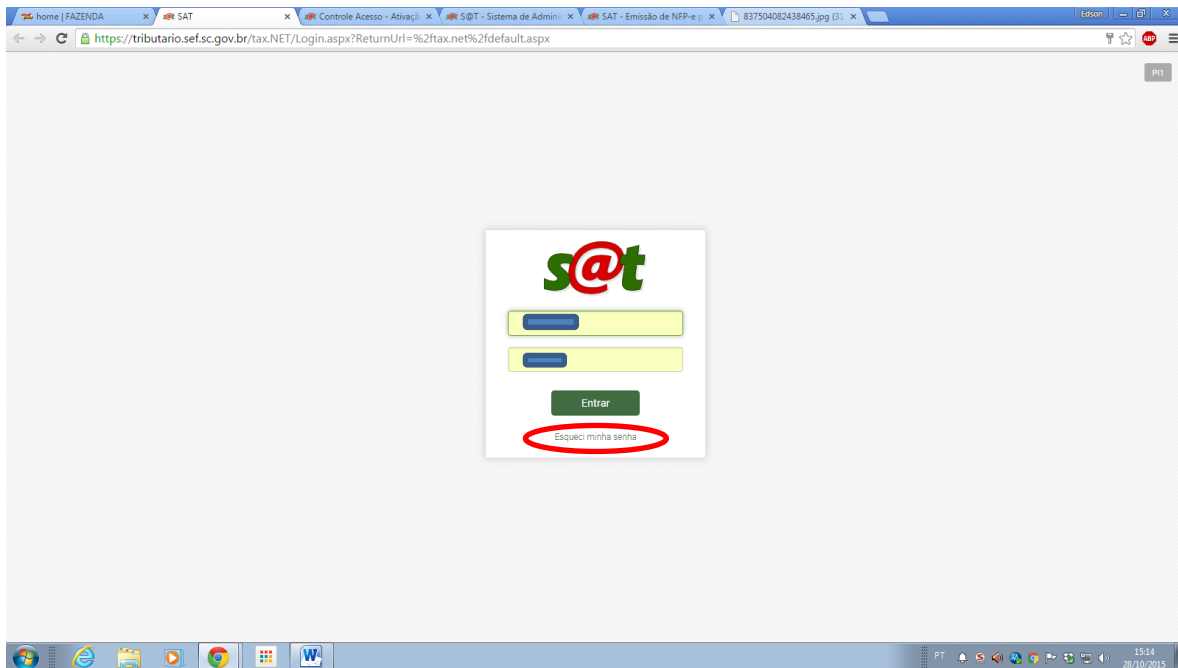 home | FAZENDA
SAT
Controle Acesso - Ativaçã
S@T - Sistema de Admini
SAT - Emissão de NFP-e p
837504082438465.jpg (31
Edson
https://tributario.sef.sc.gov.br/tax.NET/Login.aspx?ReturnUrl=%2ftax.net%2fdefault.aspx
ABP
PI1
s@t
Entrar
Esqueci minha senha
PT
15:14
28/10/2015